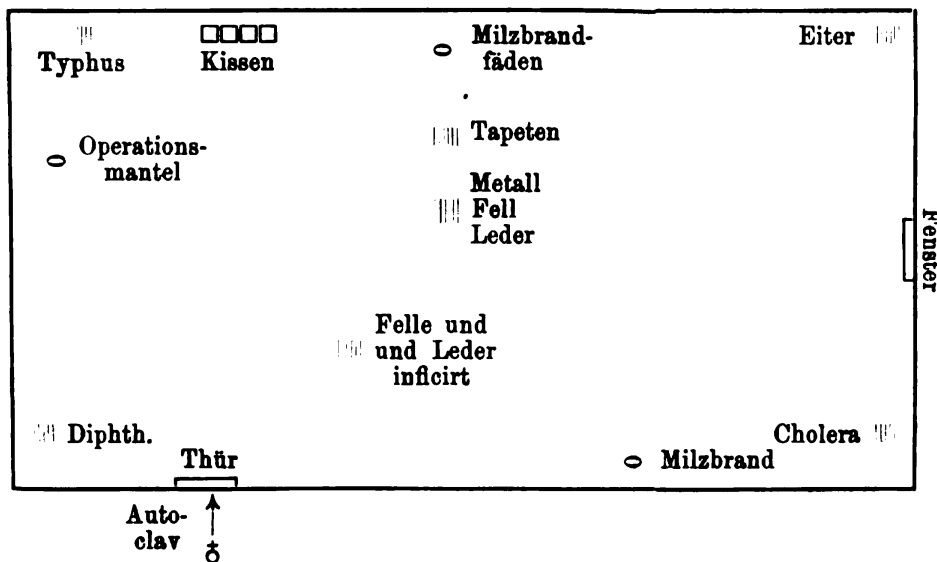 Typhus
Kissen
Milzbrand-
fäden
Eiter
Operations-
mantel
Tapeten
Metall
Fell
Leder
Fenster
Felle und
und Leder
inficirt
Diphth.
Thür
Cholera
Milzbrand
Auto-
clav